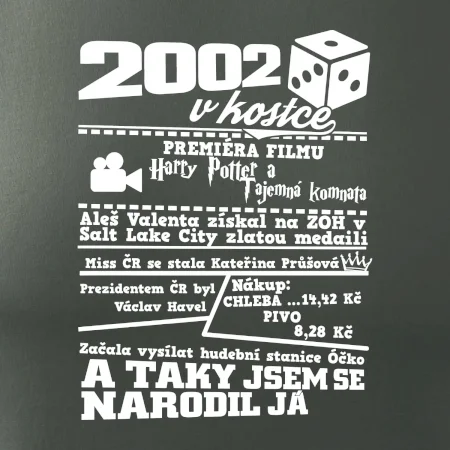 2002
v kostce
PREMIÉRA FILMU
Harry Potter a
Tajemná komnata
Aleš Valenta získal na ZOH v
Salt Lake City zlatou medaili
Miss ČR se stala Kateřina Průšová
Prezidentem ČR byl
Václav Havel
Nákup:
CHLEBA ...14,42 Kč
PIVO
8,28 Kč
Začala vysílat hudební stanice Óčko
A TAKY JSEM SE
NARODIL JÁ